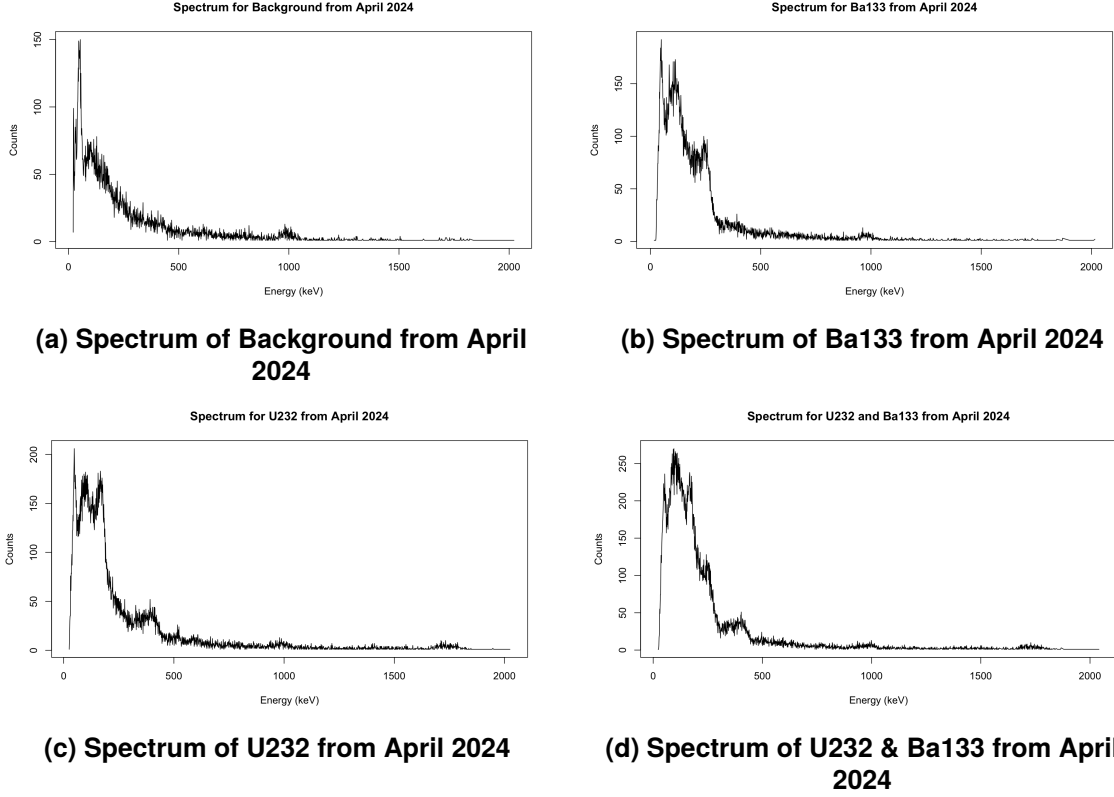 Spectrum for Background from April 2024
Counts
150
100
50
0
0 500 1000 1500 2000
Energy (keV)
(a) Spectrum of Background from April
2024
Spectrum for Ba133 from April 2024
Counts
150
100
50
0
0 500 1000 1500 2000
Energy (keV)
(b) Spectrum of Ba133 from April 2024
Spectrum for U232 from April 2024
Counts
200
150
100
50
0
0 500 1000 1500 2000
Energy (keV)
(c) Spectrum of U232 from April 2024
Spectrum for U232 and Ba133 from April 2024
Counts
250
200
150
100
50
0
0 500 1000 1500 2000
Energy (keV)
(d) Spectrum of U232 & Ba133 from April
2024